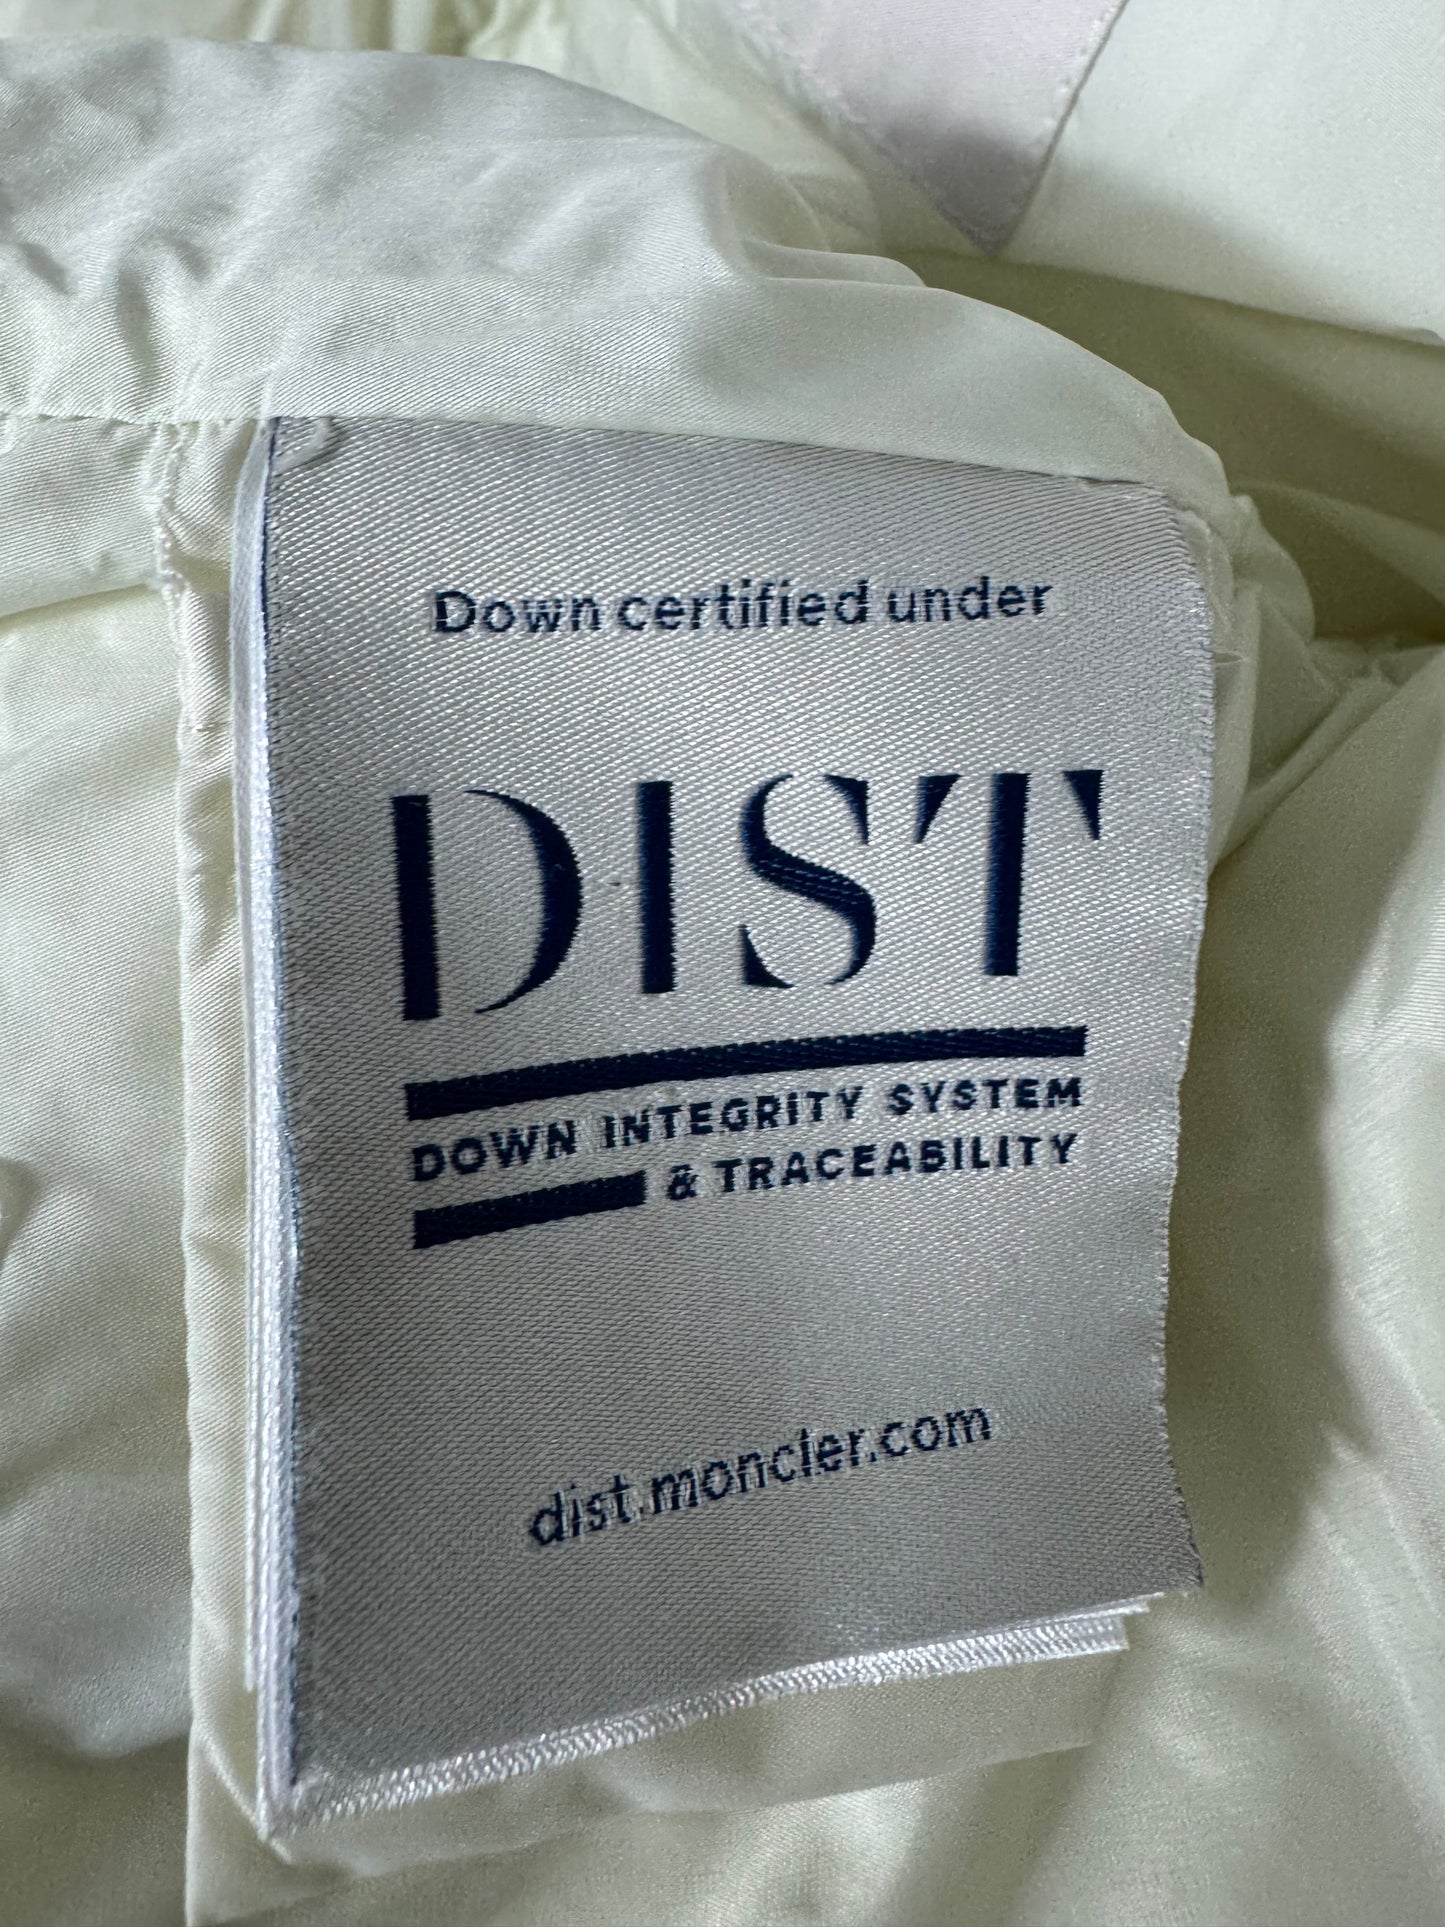 Down certified under
DIST
DOWN INTEGRITY SYSTEM
& TRACEABILITY
dist.moncler.com